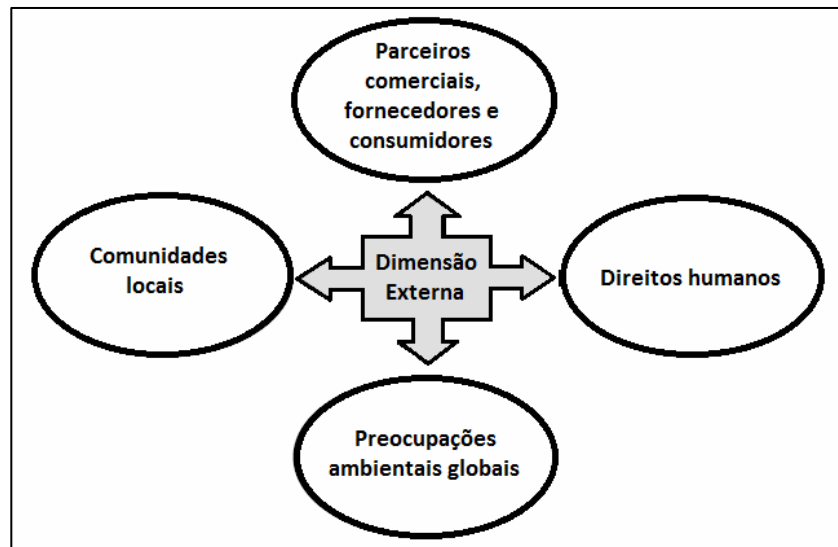 Parceiros
comerciais,
fornecedores e
consumidores
Comunidades
locais
Dimensão
Externa
Direitos humanos
Preocupações
ambientais globais